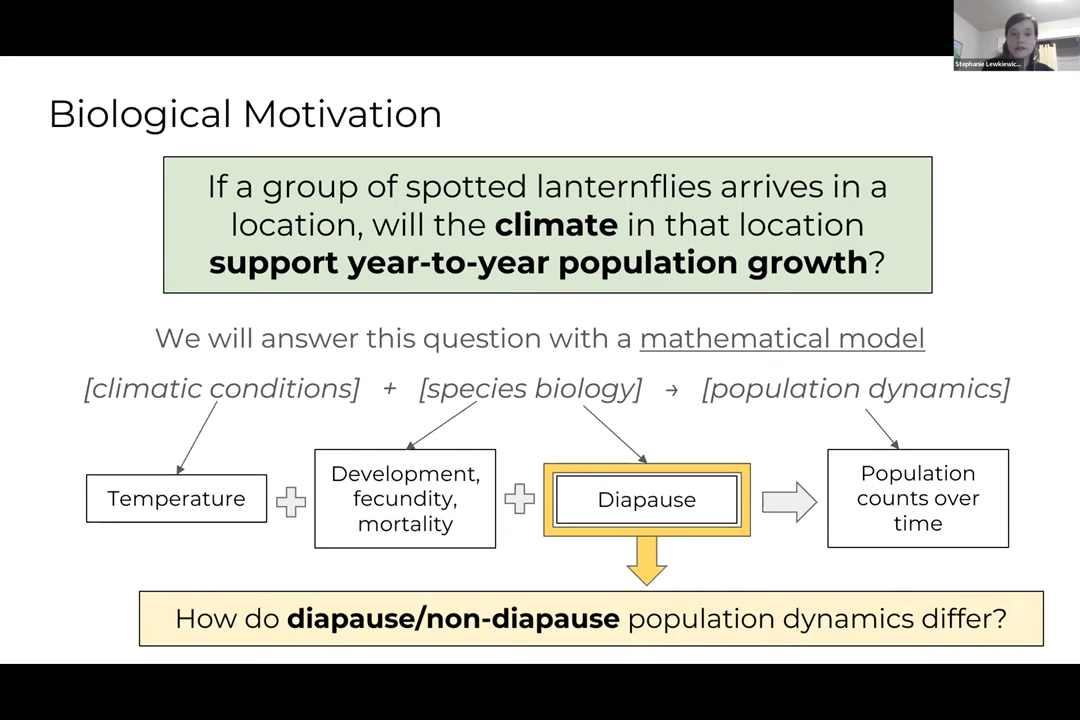 Stephanie Lewkiewic...
Biological Motivation
If a group of spotted lanternflies arrives in a
location, will the climate in that location
support year-to-year population growth?
We will answer this question with a mathematical model
[climatic conditions] + [species biology] → [population dynamics]
Temperature
Development,
fecundity,
mortality
Diapause
Population
counts over
time
How do diapause/non-diapause population dynamics differ?